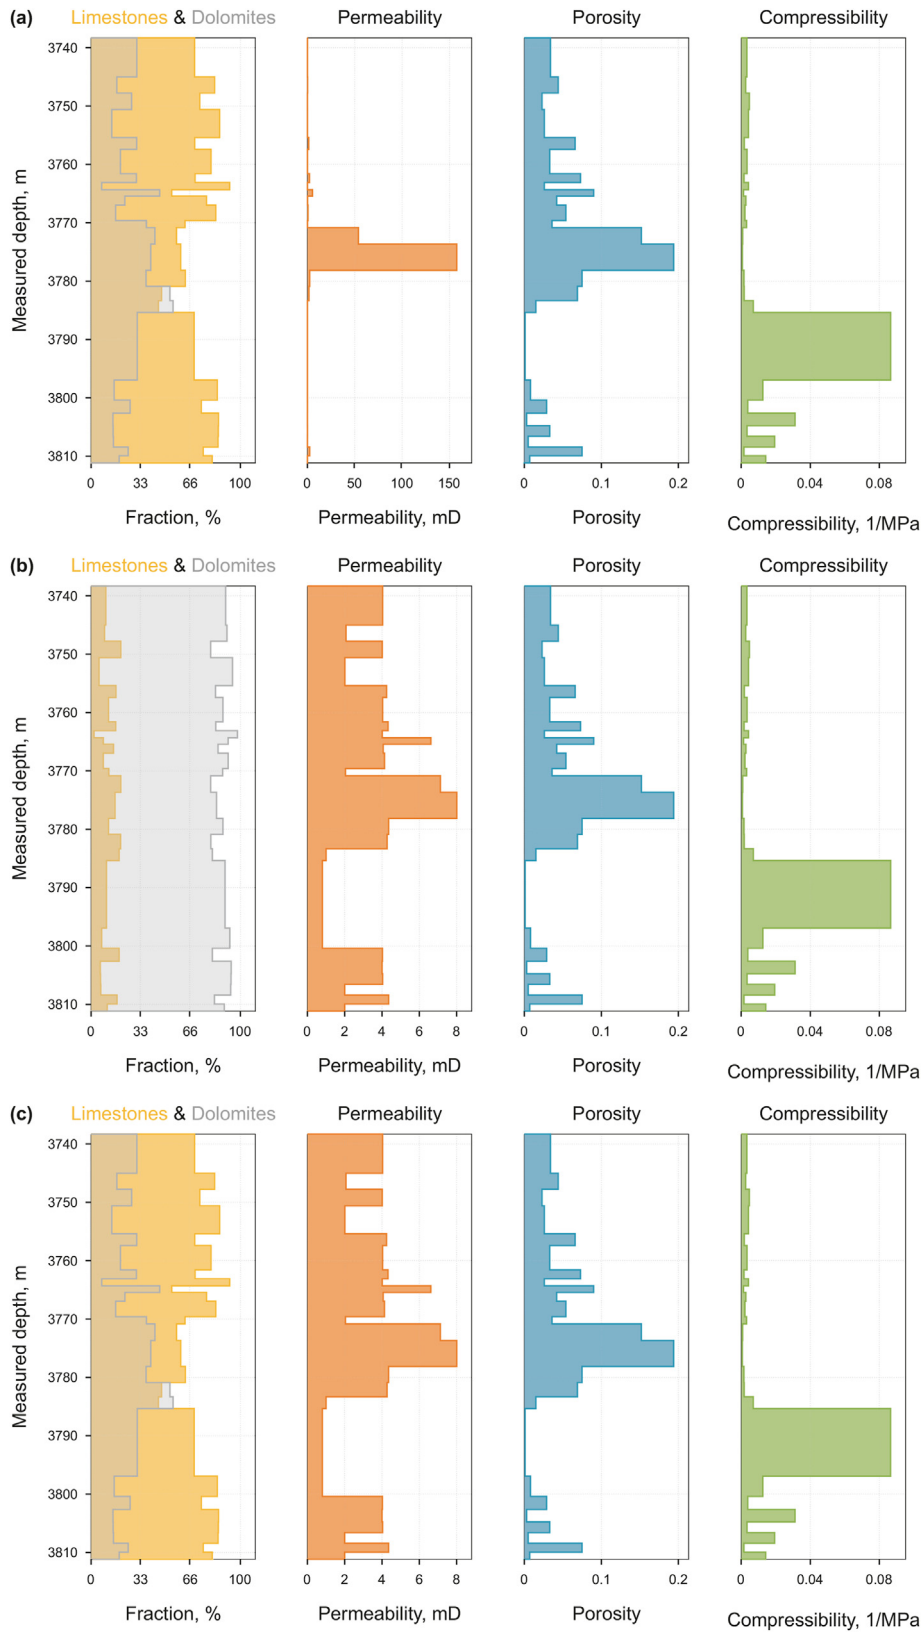 (a) Limestones & Dolomites Permeability Porosity Compressibility
3740
3750
3760
3770
3780
3790
3800
3810
Measured depth, m
0 33 66 100 0 50 100 150 0 0.1 0.2 0 0.04 0.08
Fraction, % Permeability, mD Porosity Compressibility, 1/MPa
(b) Limestones & Dolomites Permeability Porosity Compressibility
3740
3750
3760
3770
3780
3790
3800
3810
Measured depth, m
0 33 66 100 0 2 4 6 8 0 0.1 0.2 0 0.04 0.08
Fraction, % Permeability, mD Porosity Compressibility, 1/MPa
(c) Limestones & Dolomites Permeability Porosity Compressibility
3740
3750
3760
3770
3780
3790
3800
3810
Measured depth, m
0 33 66 100 0 2 4 6 8 0 0.1 0.2 0 0.04 0.08
Fraction, % Permeability, mD Porosity Compressibility, 1/MPa